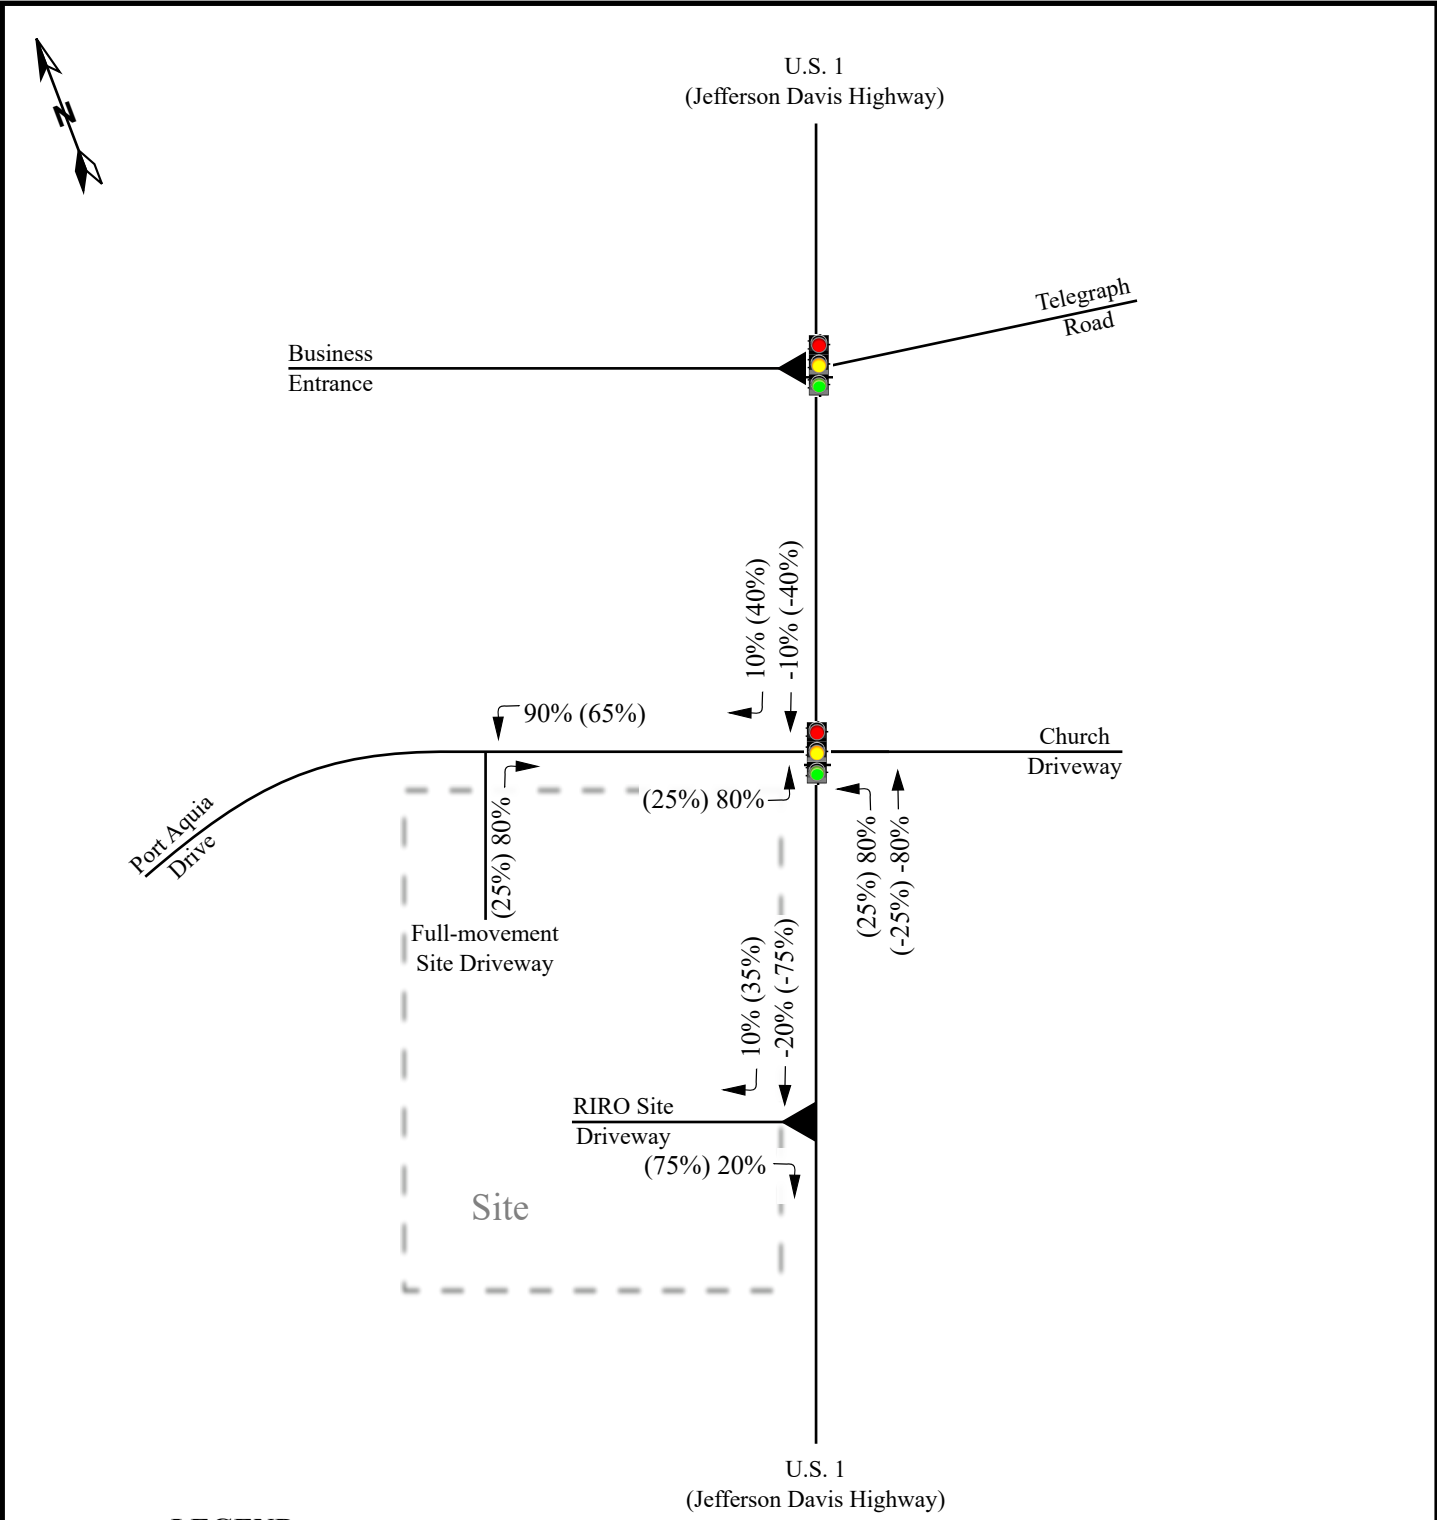 N
U.S. 1
(Jefferson Davis Highway)
Telegraph
Road
Business
Entrance
10% (40%)
-10% (-40%)
90% (65%)
Church
Driveway
(25%) 80%
(25%) 80%
(25%) 80%
(-25%) -80%
Port Aquia
Drive
Full-movement
Site Driveway
10% (35%)
-20% (-75%)
RIRO Site
Driveway
(75%) 20%
Site
U.S. 1
(Jefferson Davis Highway)